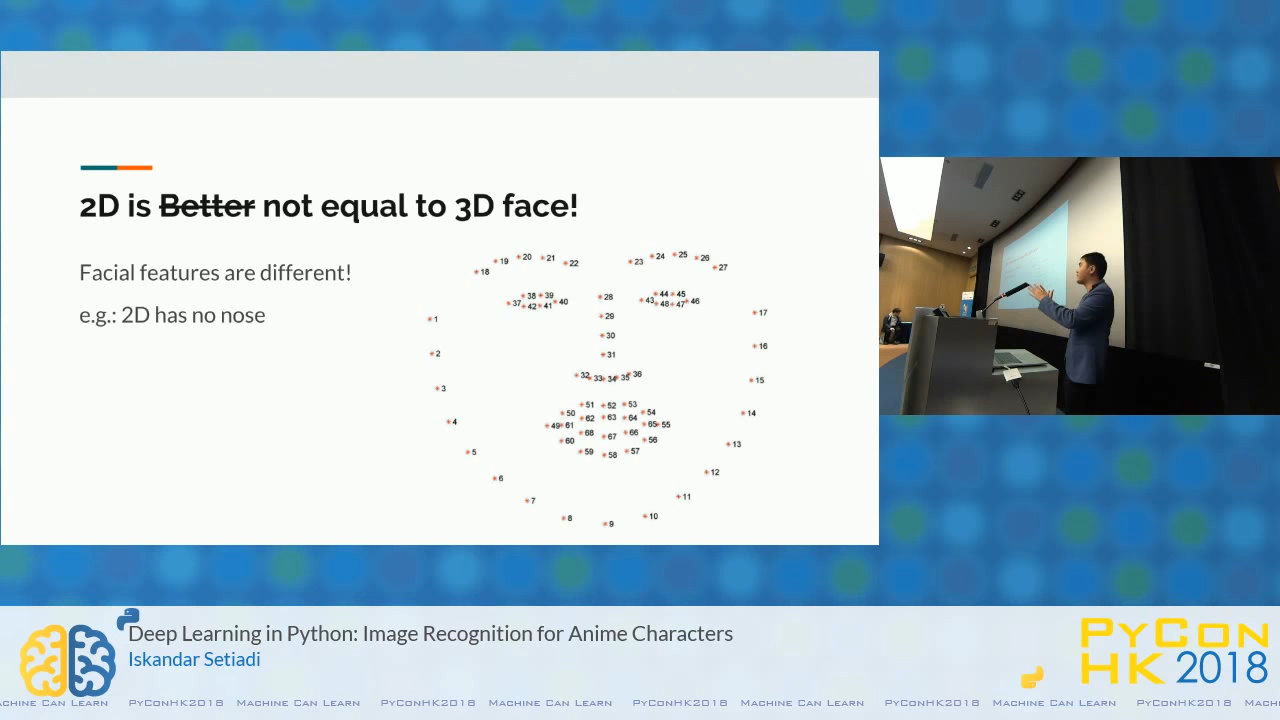 2D is Better not equal to 3D face!
Facial features are different!
e.g.: 2D has no nose
18 19 20 21 22 23 24 25 26 27
37 38 39 40 41 42 28 43 44 45 46 47 48
1 29 17
30
2 31 16
32 33 34 35 36
3 15
51 52 53
50 62 63 64 54 14
4 49 61 65 55
68 67 66
60 56 13
5 59 58 57
6 12
7 11
8 9 10
Deep Learning in Python: Image Recognition for Anime Characters
Iskandar Setiadi
PyCon
HK 2018
achine Can Learn PyConHK2018 Machine Can Learn PyConHK2018 Machine Can Learn PyConHK2018 Machine Can Learn PyConHK2018 Machine Can Learn PyConHK2018 Mach